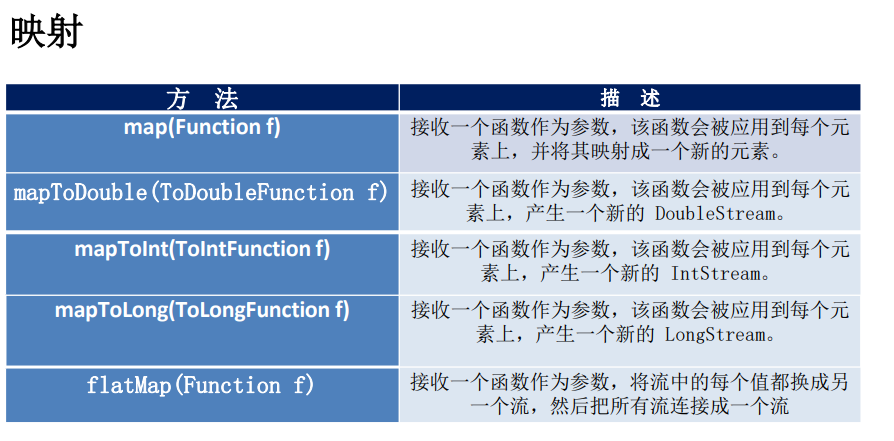 映射
方 法
描 述
map(Function f)
接收一个函数作为参数，该函数会被应用到每个元
素上，并将其映射成一个新的元素。
mapToDouble(ToDoubleFunction f)
接收一个函数作为参数，该函数会被应用到每个元
素上，产生一个新的 DoubleStream。
mapToInt(ToIntFunction f)
接收一个函数作为参数，该函数会被应用到每个元
素上，产生一个新的 IntStream。
mapToLong(ToLongFunction f)
接收一个函数作为参数，该函数会被应用到每个元
素上，产生一个新的 LongStream。
flatMap(Function f)
接收一个函数作为参数，将流中的每个值都换成另
一个流，然后把所有流连接成一个流